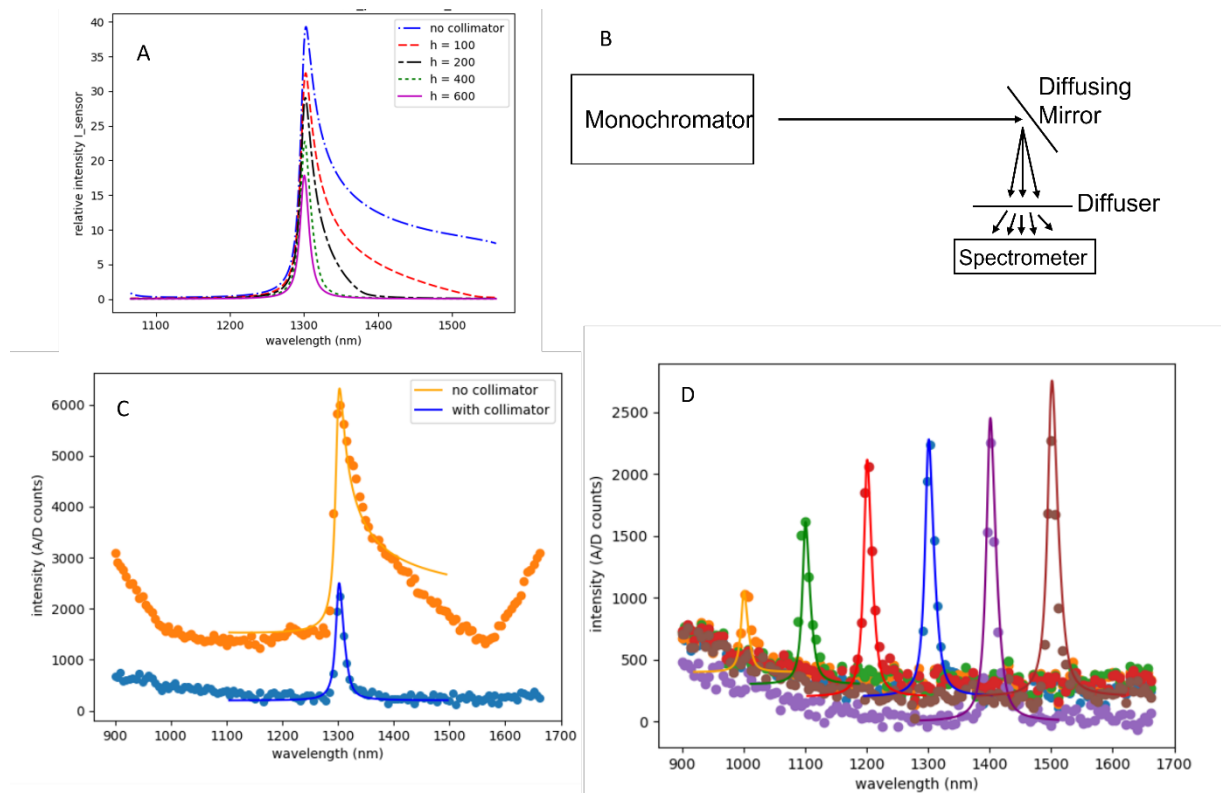 A
40
35
30
25
20
15
10
5
0
relative intensity I_sensor
1100 1200 1300 1400 1500
wavelength (nm)
no collimator
h = 100
h = 200
h = 400
h = 600
B
Monochromator
Diffusing
Mirror
Diffuser
Spectrometer
C
6000
5000
4000
3000
2000
1000
0
intensity (A/D counts)
900 1000 1100 1200 1300 1400 1500 1600 1700
wavelength (nm)
no collimator
with collimator
D
2500
2000
1500
1000
500
0
intensity (A/D counts)
900 1000 1100 1200 1300 1400 1500 1600 1700
wavelength (nm)